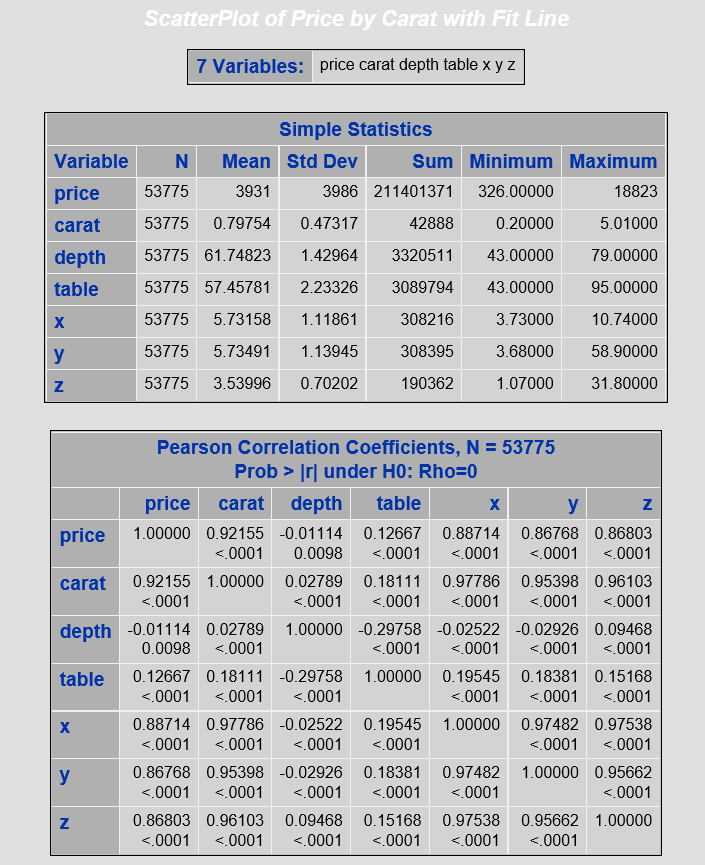 ScatterPlot of Price by Carat with Fit Line
7 Variables: price carat depth table x y z
Simple Statistics
Variable N Mean Std Dev Sum Minimum Maximum
price 53775 3931 3986 211401371 326.00000 18823
carat 53775 0.79754 0.47317 42888 0.20000 5.01000
depth 53775 61.74823 1.42964 3320511 43.00000 79.00000
table 53775 57.45781 2.23326 3089794 43.00000 95.00000
x 53775 5.73158 1.11861 308216 3.73000 10.74000
y 53775 5.73491 1.13945 308395 3.68000 58.90000
z 53775 3.53996 0.70202 190362 1.07000 31.80000
Pearson Correlation Coefficients, N = 53775
Prob > |r| under H0: Rho=0
price carat depth table x y z
price 1.00000 0.92155 -0.01114 0.12667 0.88714 0.86768 0.86803
<.0001 0.0098 <.0001 <.0001 <.0001 <.0001
carat 0.92155 1.00000 0.02789 0.18111 0.97786 0.95398 0.96103
<.0001 <.0001 <.0001 <.0001 <.0001 <.0001
depth -0.01114 0.02789 1.00000 -0.29758 -0.02522 -0.02926 0.09468
0.0098 <.0001 <.0001 <.0001 <.0001 <.0001
table 0.12667 0.18111 -0.29758 1.00000 0.19545 0.18381 0.15168
<.0001 <.0001 <.0001 <.0001 <.0001 <.0001
x 0.88714 0.97786 -0.02522 0.19545 1.00000 0.97482 0.97538
<.0001 <.0001 <.0001 <.0001 <.0001 <.0001
y 0.86768 0.95398 -0.02926 0.18381 0.97482 1.00000 0.95662
<.0001 <.0001 <.0001 <.0001 <.0001 <.0001
z 0.86803 0.96103 0.09468 0.15168 0.97538 0.95662 1.00000
<.0001 <.0001 <.0001 <.0001 <.0001 <.0001